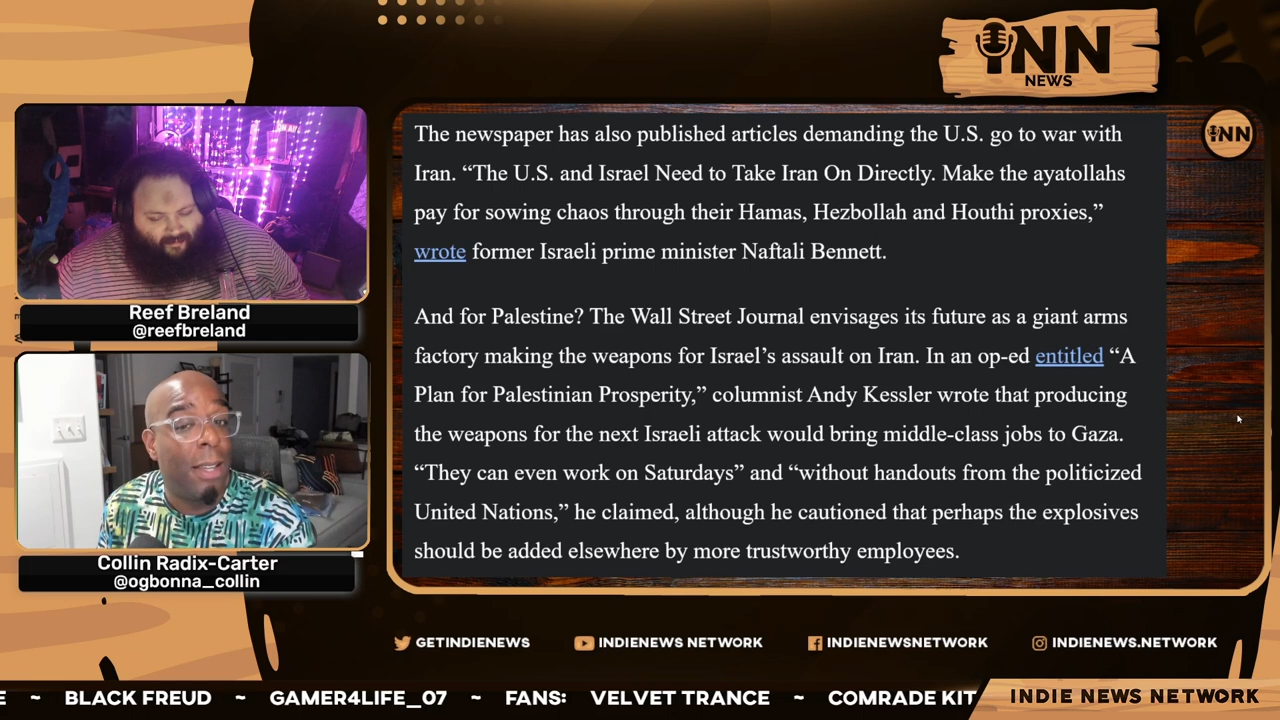 INN
NEWS
INN
The newspaper has also published articles demanding the U.S. go to war with
Iran. “The U.S. and Israel Need to Take Iran On Directly. Make the ayatollahs
pay for sowing chaos through their Hamas, Hezbollah and Houthi proxies,”
wrote former Israeli prime minister Naftali Bennett.
And for Palestine? The Wall Street Journal envisages its future as a giant arms
factory making the weapons for Israel’s assault on Iran. In an op-ed entitled “A
Plan for Palestinian Prosperity,” columnist Andy Kessler wrote that producing
the weapons for the next Israeli attack would bring middle-class jobs to Gaza.
“They can even work on Saturdays” and “without handouts from the politicized
United Nations,” he claimed, although he cautioned that perhaps the explosives
should be added elsewhere by more trustworthy employees.
Reef Breland
@reefbreland
Collin Radix-Carter
@ogbonna_collin
GETINDIENEWS
INDIENEWS NETWORK
INDIENEWSNETWORK
INDIENEWS.NETWORK
E ~ BLACK FREUD ~ GAMER4LIFE_07 ~ FANS: VELVET TRANCE ~ COMRADE KIT
INDIE NEWS NETWORK